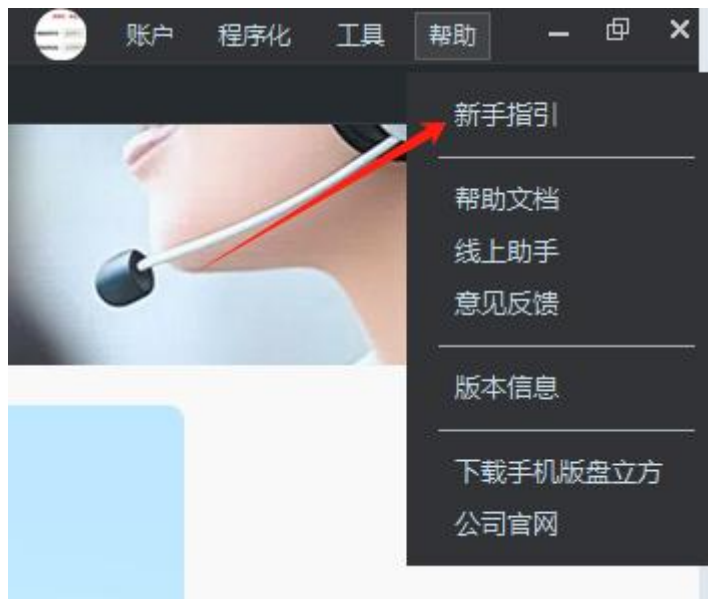 账户 程序化 工具 帮助
新手指引
帮助文档
线上助手
意见反馈
版本信息
下载手机版盘立方
公司官网